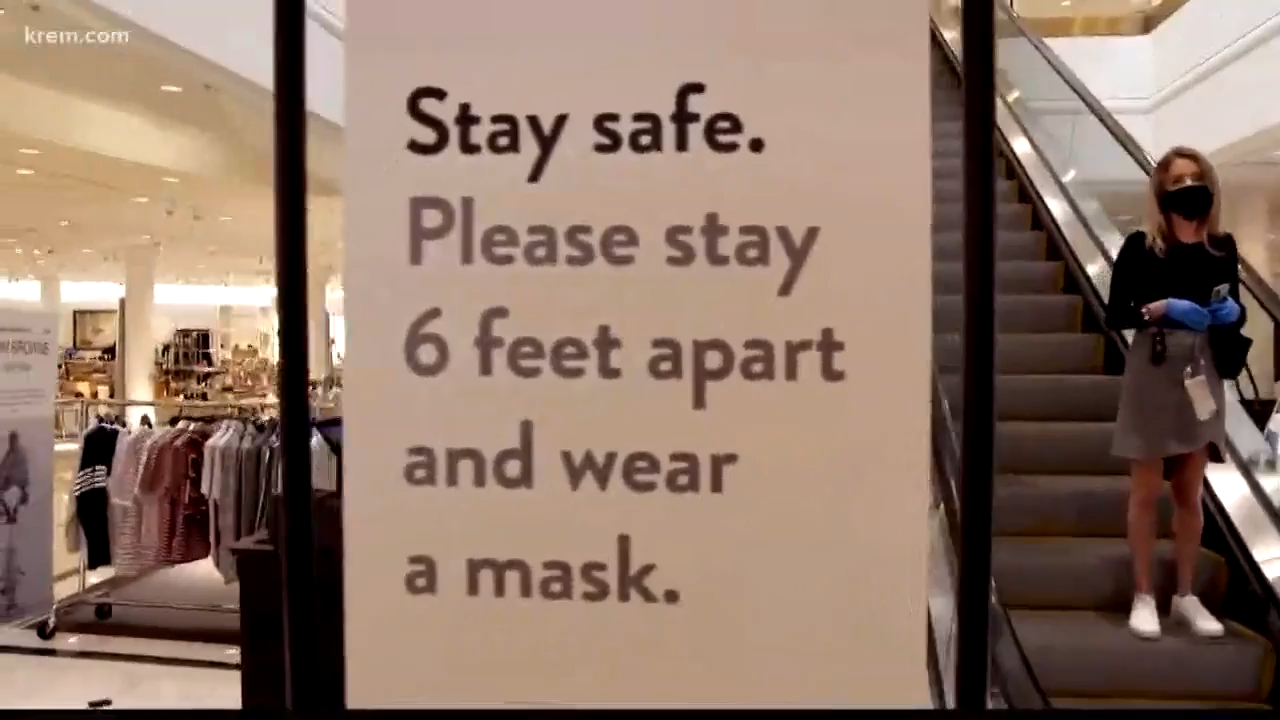 krem.com
Stay safe.
Please stay
6 feet apart
and wear
a mask.